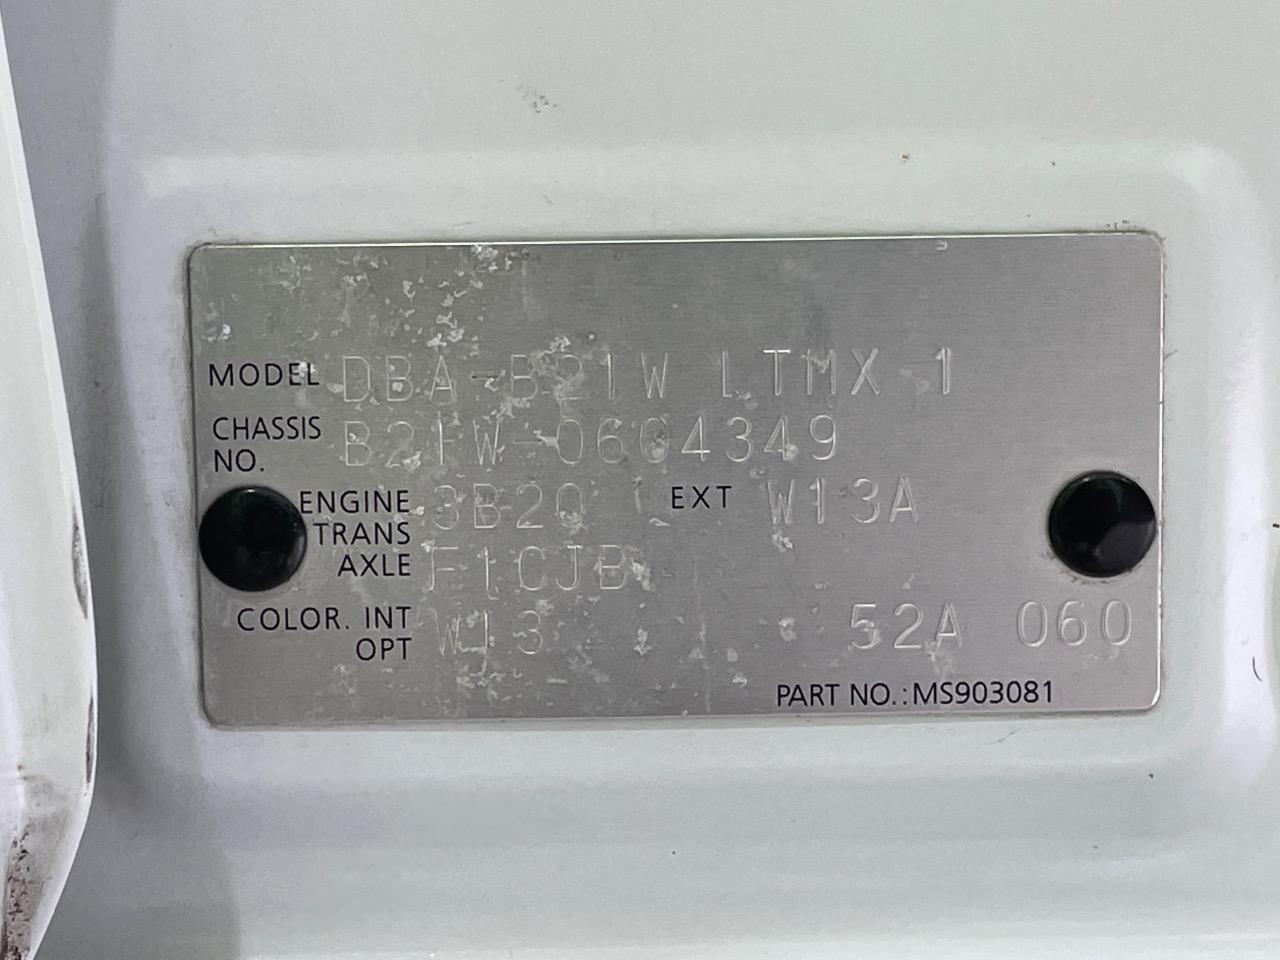 MODEL DBA-B21W LTMX 1
CHASSIS NO. B21W-0604349
ENGINE 3B20 EXT W13A
TRANS AXLE F1CJB
COLOR. INT OPT W13 52A 060
PART NO.: MS903081